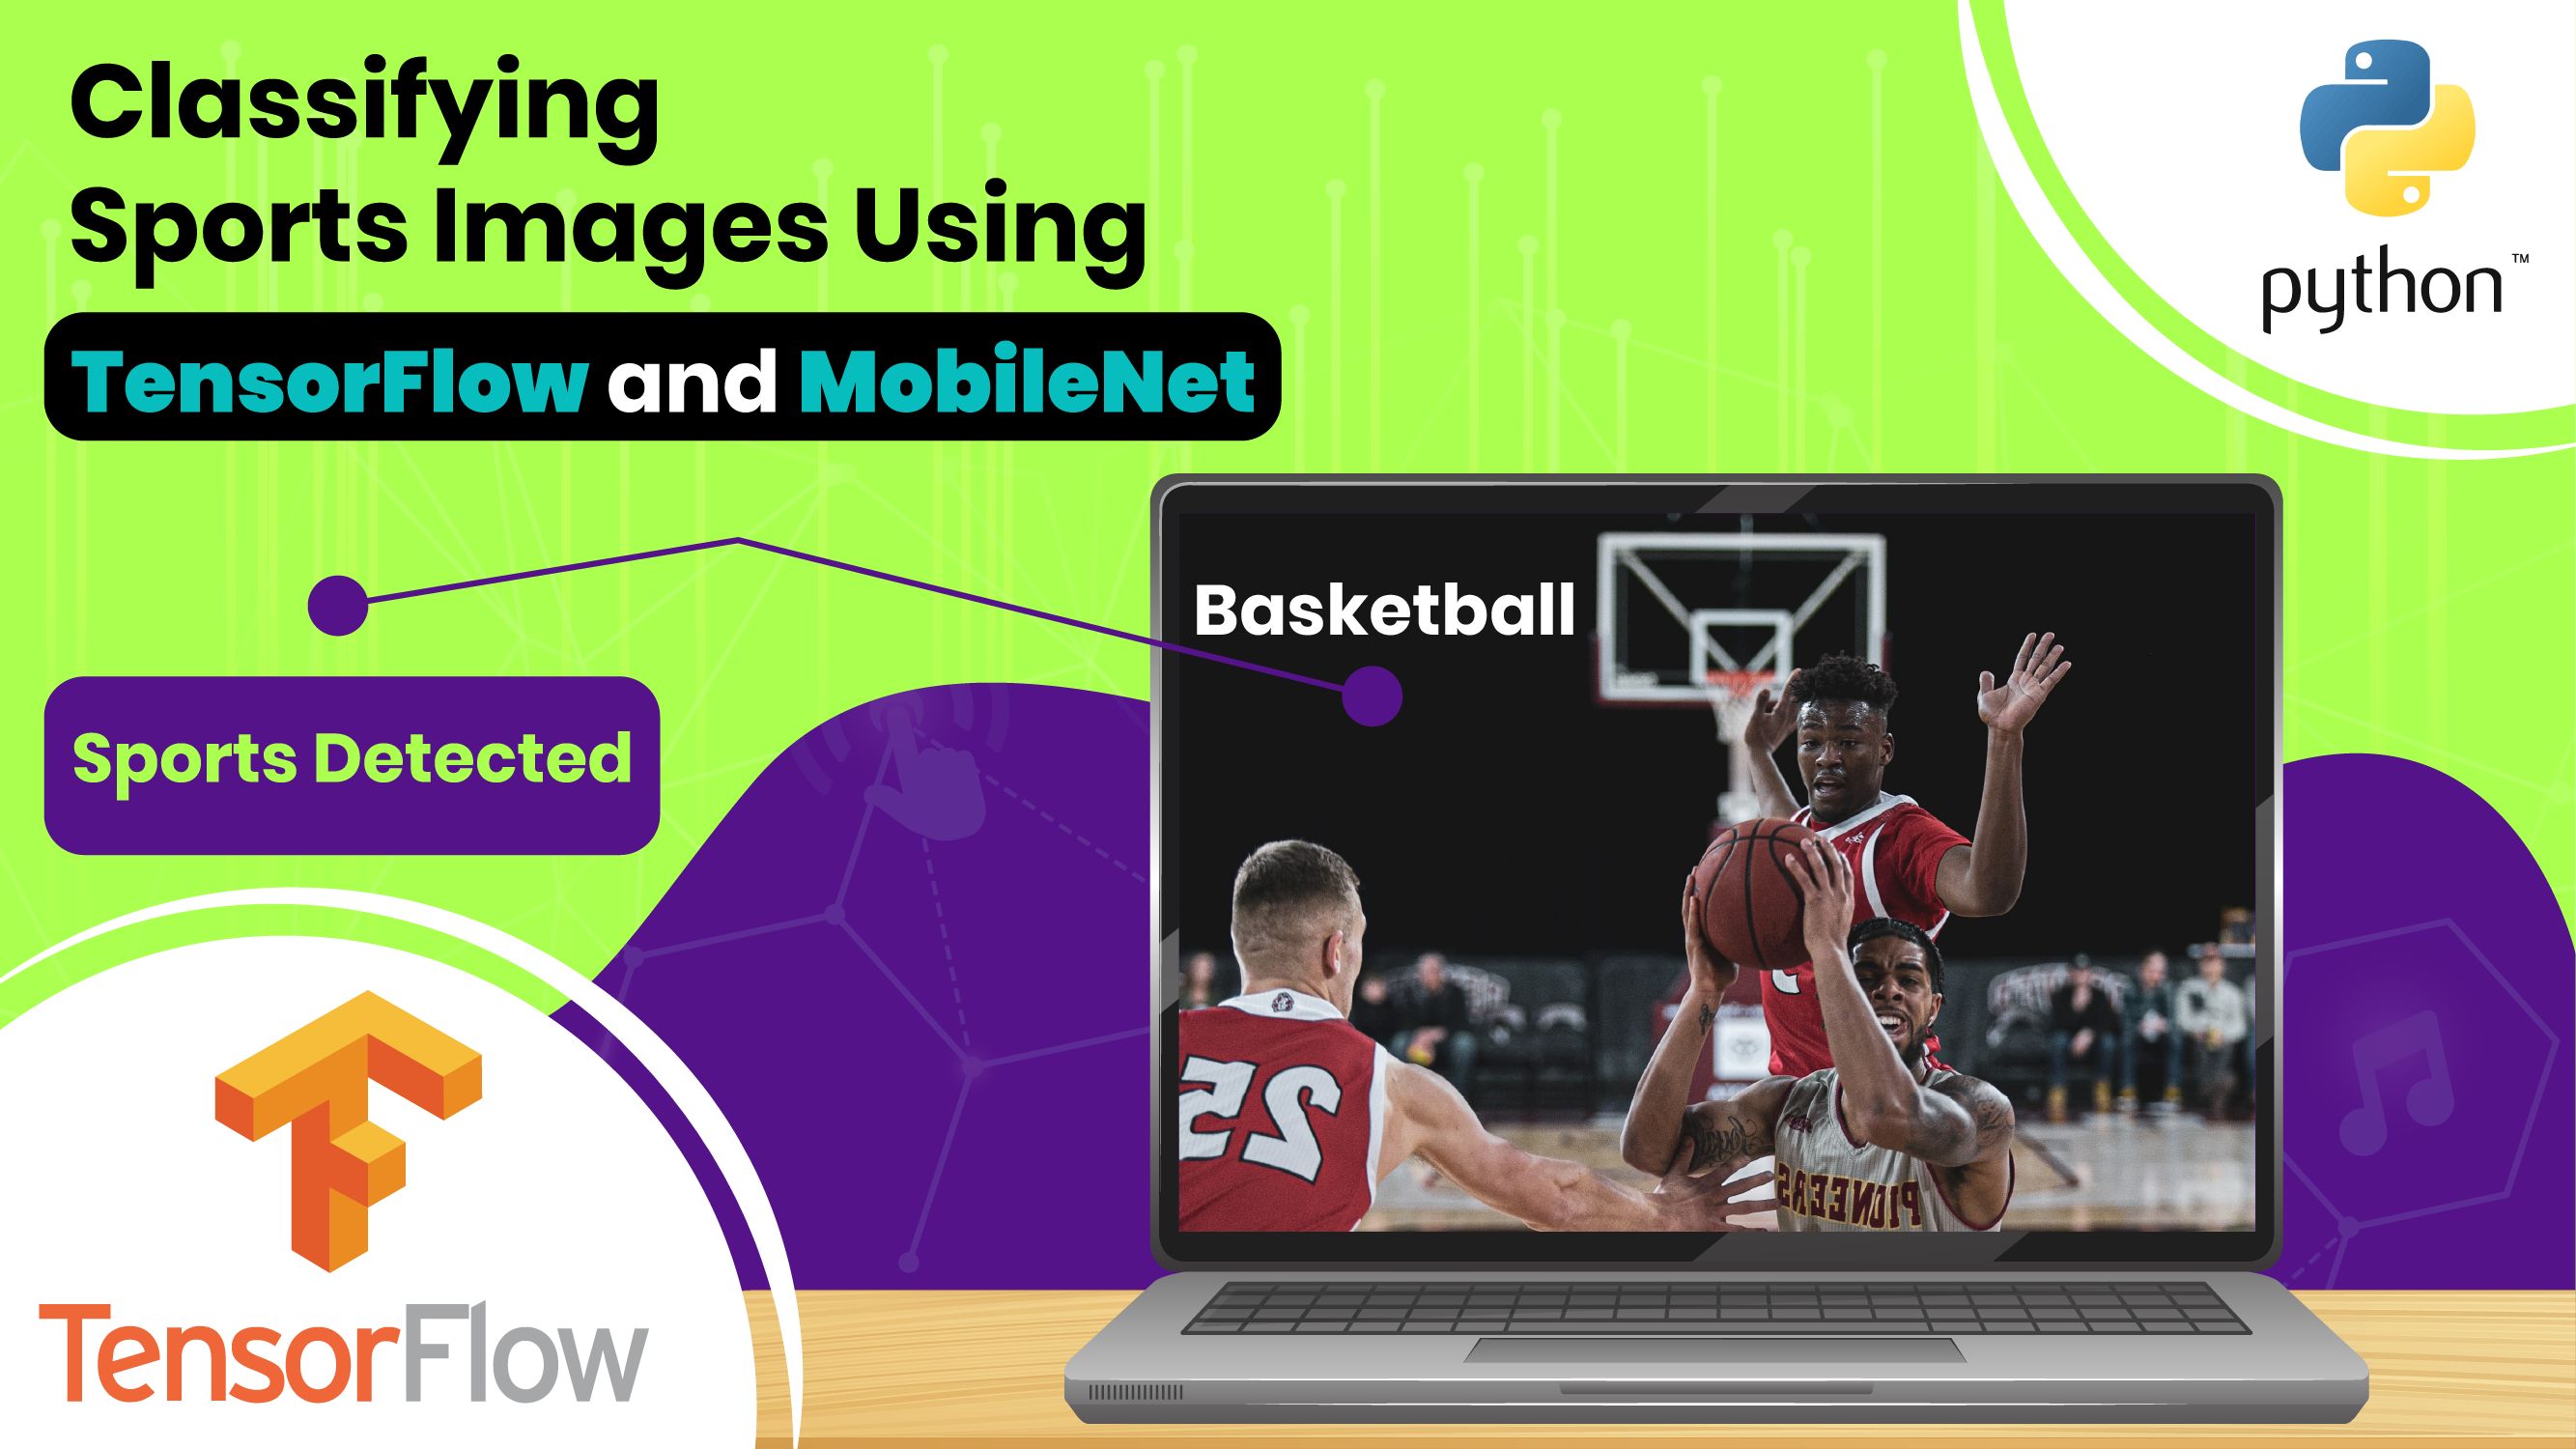 Classifying
Sports Images Using
TensorFlow and MobileNet
python™
Basketball
Sports Detected
25
PIONEERS
TensorFlow